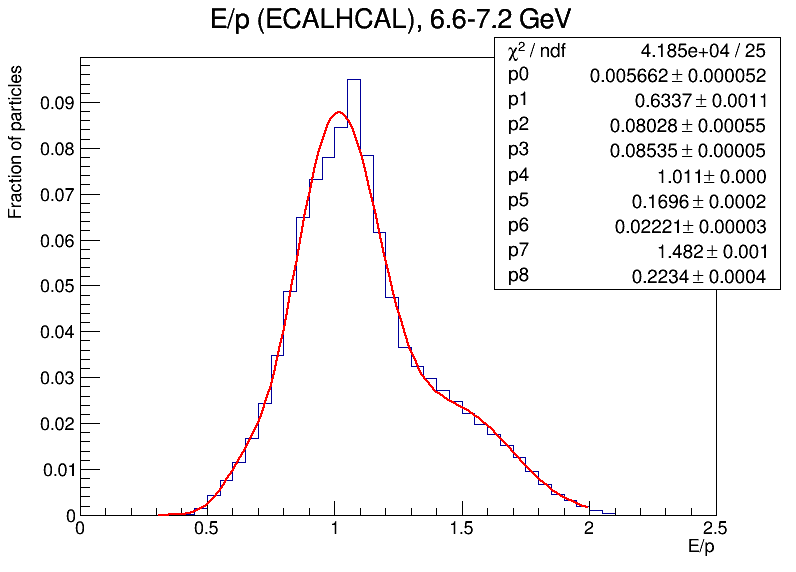 E/p (ECALHCAL), 6.6-7.2 GeV
χ² / ndf 4.185e+04 / 25
p0 0.005662 ± 0.000052
p1 0.6337 ± 0.0011
p2 0.08028 ± 0.00055
p3 0.08535 ± 0.00005
p4 1.011 ± 0.000
p5 0.1696 ± 0.0002
p6 0.02221 ± 0.00003
p7 1.482 ± 0.001
p8 0.2234 ± 0.0004
Fraction of particles
0.09
0.08
0.07
0.06
0.05
0.04
0.03
0.02
0.01
0
0 0.5 1 1.5 2 2.5
E/p